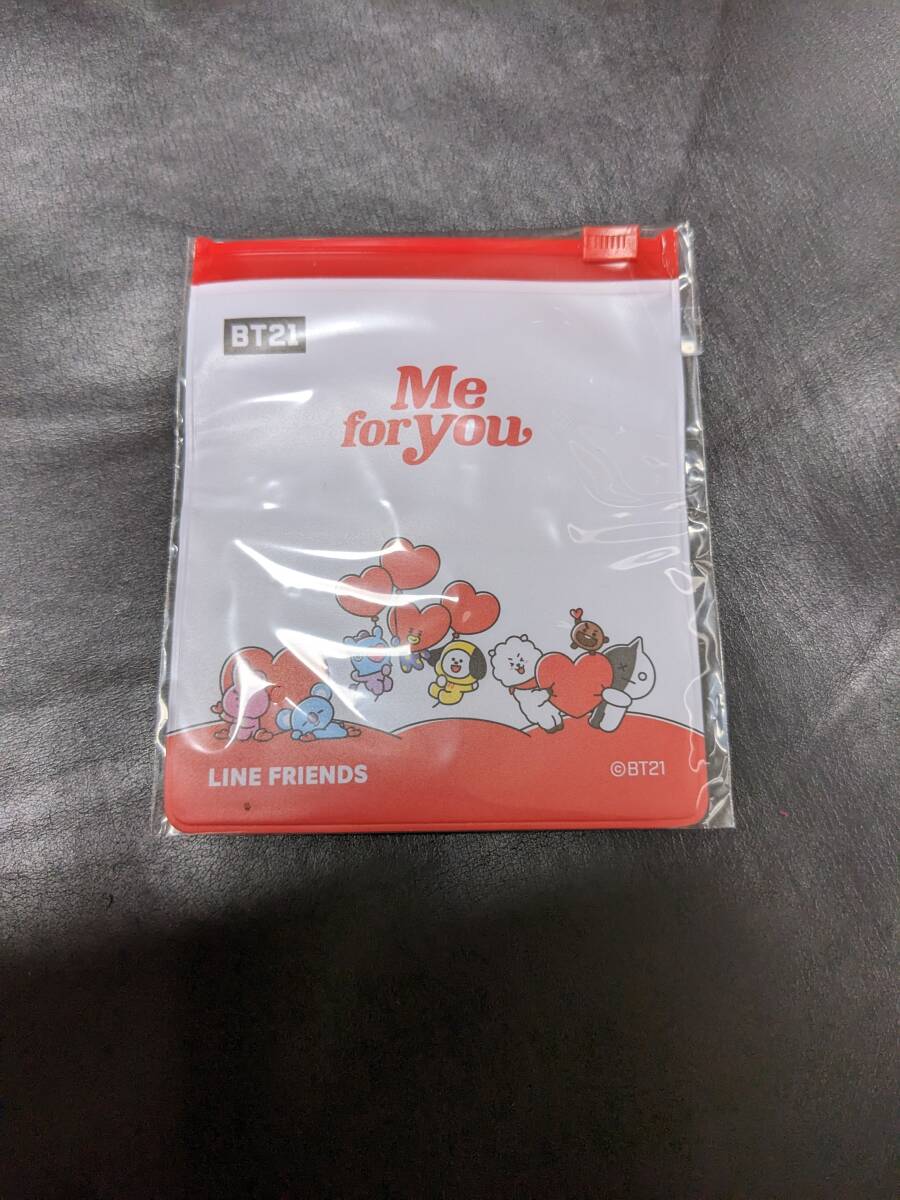 BT21
Me
for you
LINE FRIENDS
©BT21